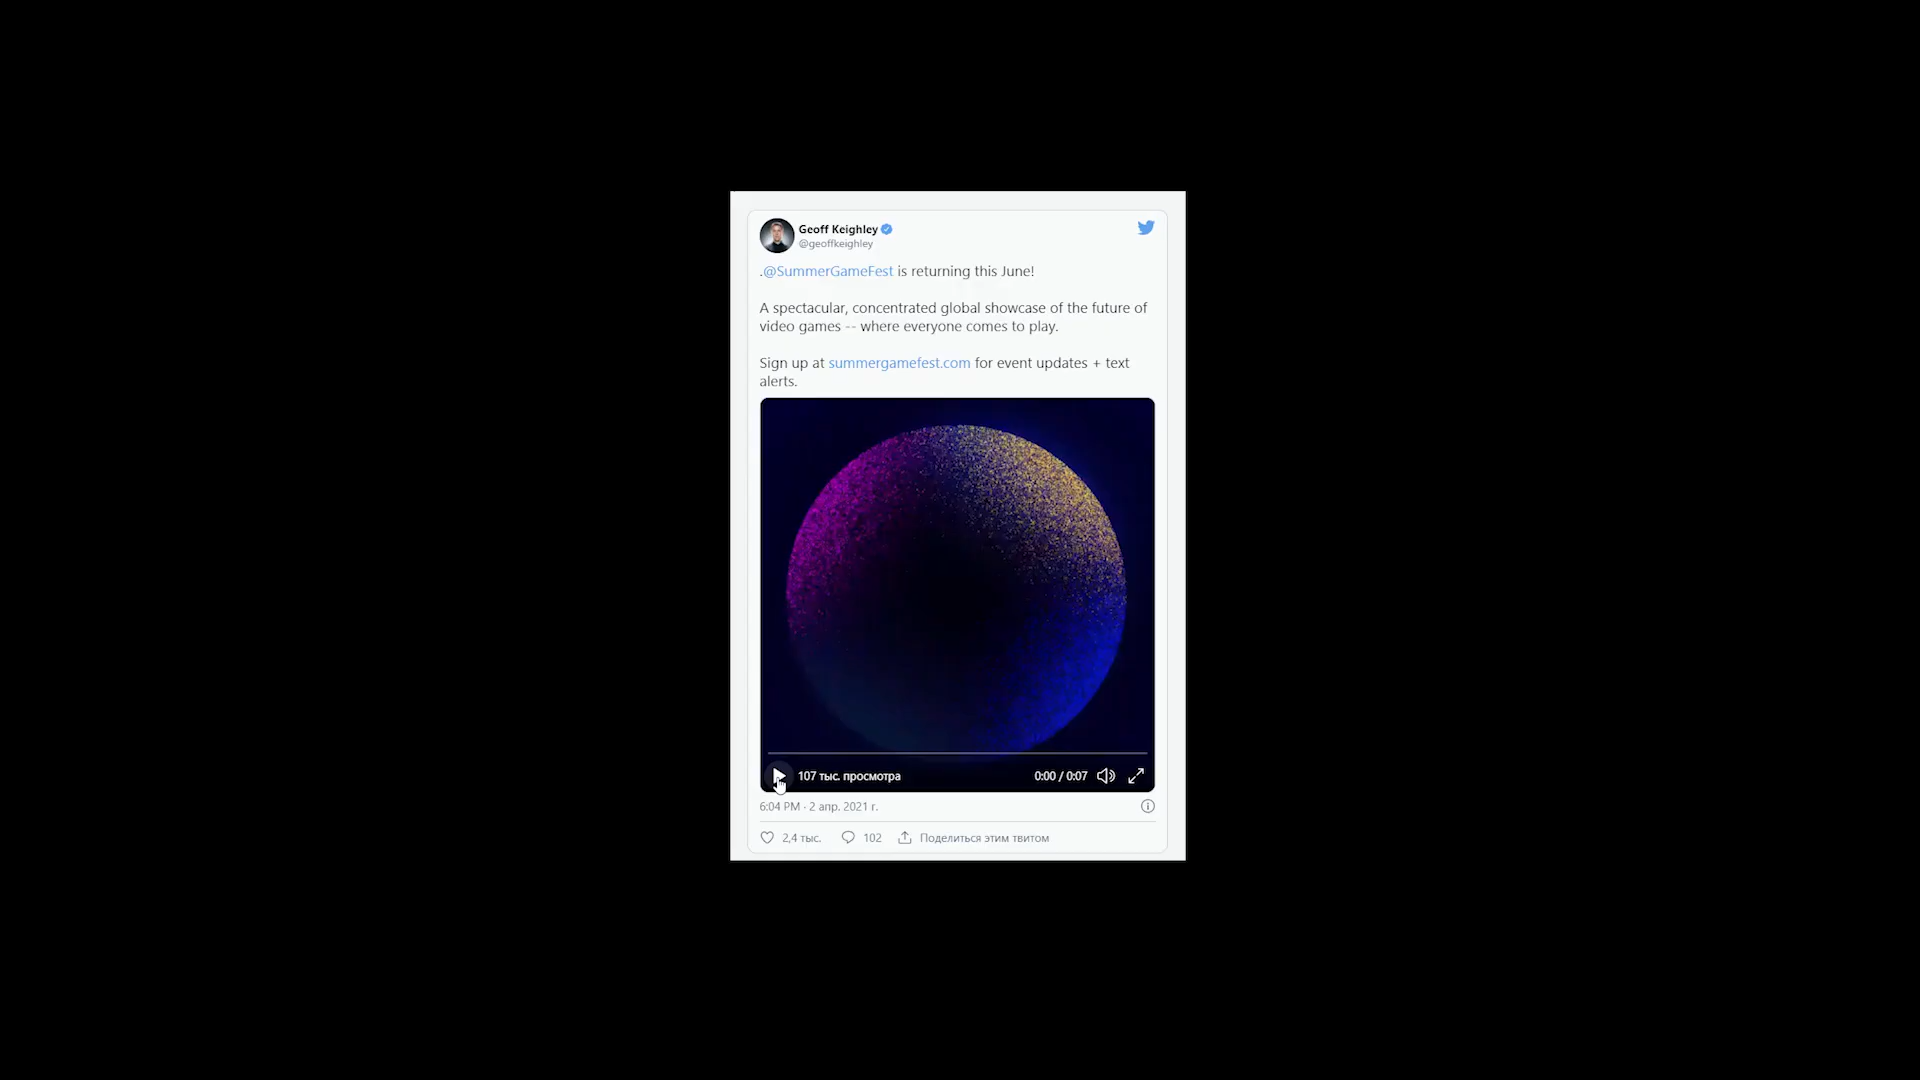 Geoff Keighley
@geoffkeighley
.@SummerGameFest is returning this June!
A spectacular, concentrated global showcase of the future of
video games -- where everyone comes to play.
Sign up at summergamefest.com for event updates + text
alerts.
107 тыс. просмотра 0:00 / 0:07
6:04 PM · 2 апр. 2021 г.
2,4 тыс. 102 Поделиться этим твитом